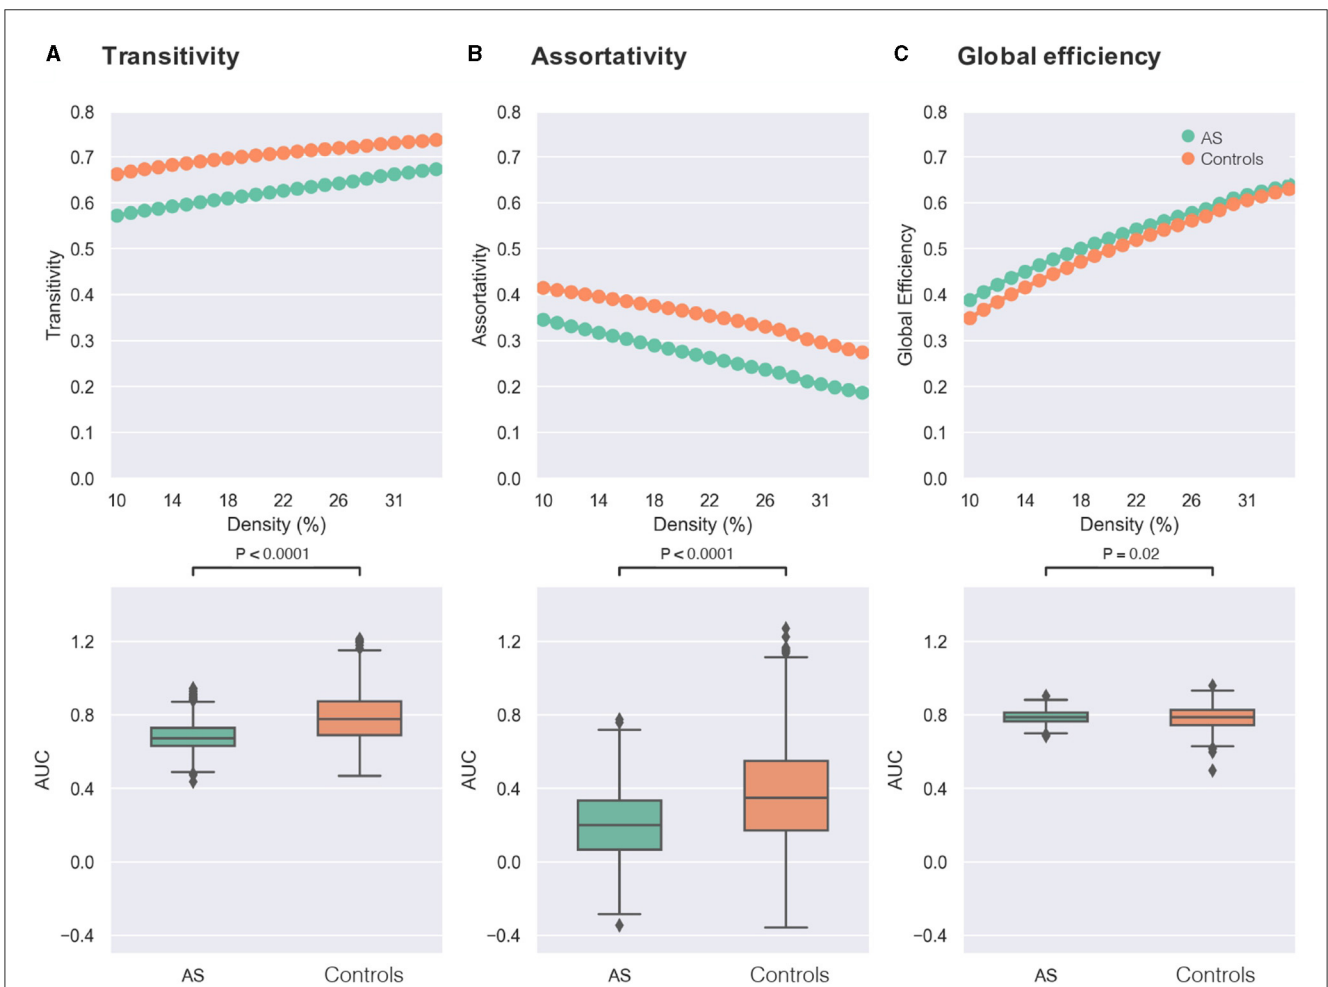 A Transitivity
B Assortativity
C Global efficiency
0.8
0.7
0.6
0.5
0.4
0.3
0.2
0.1
0.0
Transitivity
10 14 18 22 26 31
Density (%)
0.8
0.7
0.6
0.5
0.4
0.3
0.2
0.1
0.0
Assortativity
10 14 18 22 26 31
Density (%)
0.8
0.7
0.6
0.5
0.4
0.3
0.2
0.1
0.0
Global Efficiency
AS
Controls
10 14 18 22 26 31
Density (%)
P < 0.0001
1.2
0.8
0.4
0.0
−0.4
AUC
AS Controls
P < 0.0001
1.2
0.8
0.4
0.0
−0.4
AUC
AS Controls
P = 0.02
1.2
0.8
0.4
0.0
−0.4
AUC
AS Controls